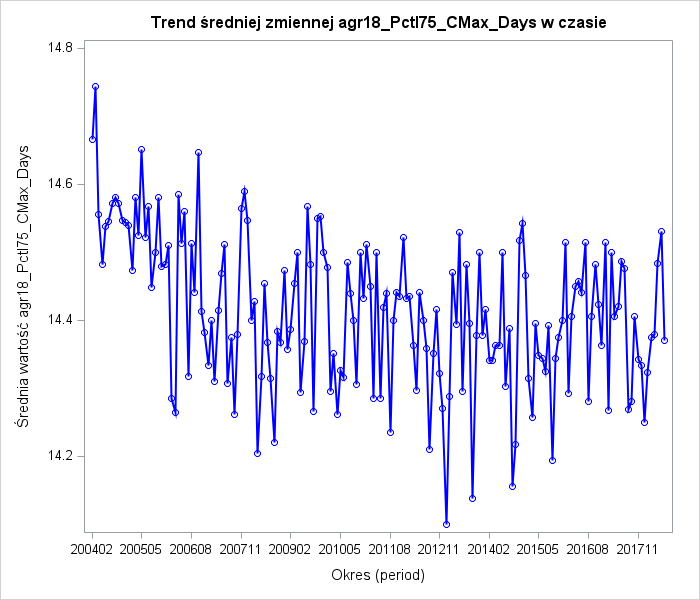 Trend średniej zmiennej agr18_Pctl75_CMax_Days w czasie
Średnia wartość agr18_Pctl75_CMax_Days
14.8
14.6
14.4
14.2
200402 200505 200608 200711 200902 201005 201108 201211 201402 201505 201608 201711
Okres (period)